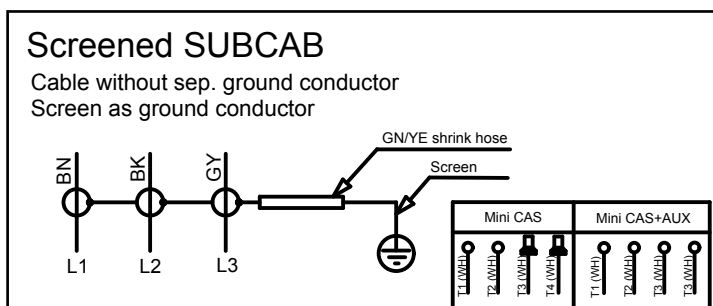 Screened SUBCAB
Cable without sep. ground conductor
Screen as ground conductor
GN/YE shrink hose
Screen
BN
BK
GY
L1
L2
L3
Mini CAS
Mini CAS+AUX
T1 (WH)
T2 (WH)
T3 (WH)
T4 (WH)
T1 (WH)
T2 (WH)
T3 (WH)
T3 (WH)